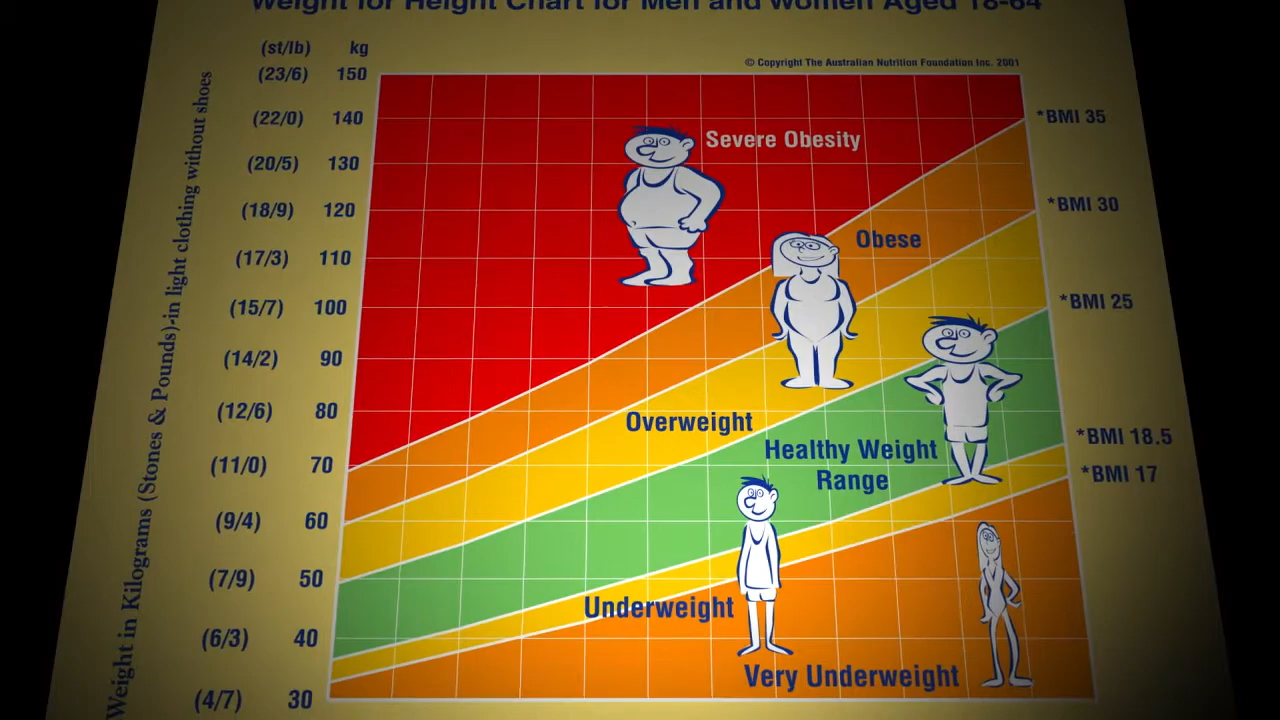 Weight for Height Chart for Men and Women Aged 18-64
(st/lb) kg
© Copyright The Australian Nutrition Foundation Inc. 2001
(23/6) 150
(22/0) 140
*BMI 35
Severe Obesity
(20/5) 130
(18/9) 120
*BMI 30
Obese
(17/3) 110
(15/7) 100
*BMI 25
(14/2) 90
(12/6) 80
Overweight
*BMI 18.5
Healthy Weight
Range
(11/0) 70
*BMI 17
(9/4) 60
(7/9) 50
Underweight
(6/3) 40
Very Underweight
(4/7) 30
Weight in Kilograms (Stones & Pounds)-in light clothing without shoes